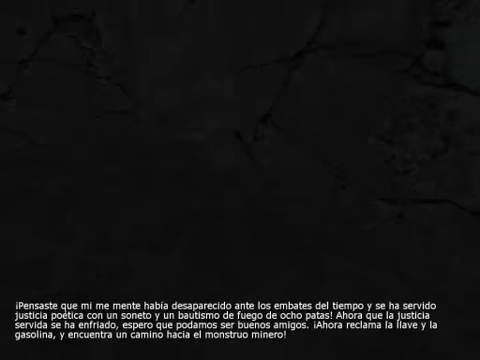 ¡Pensaste que mi me mente había desaparecido ante los embates del tiempo y se ha servido
justicia poética con un soneto y un bautismo de fuego de ocho patas! Ahora que la justicia
servida se ha enfriado, espero que podamos ser buenos amigos. ¡Ahora reclama la llave y la
gasolina, y encuentra un camino hacia el monstruo minero!